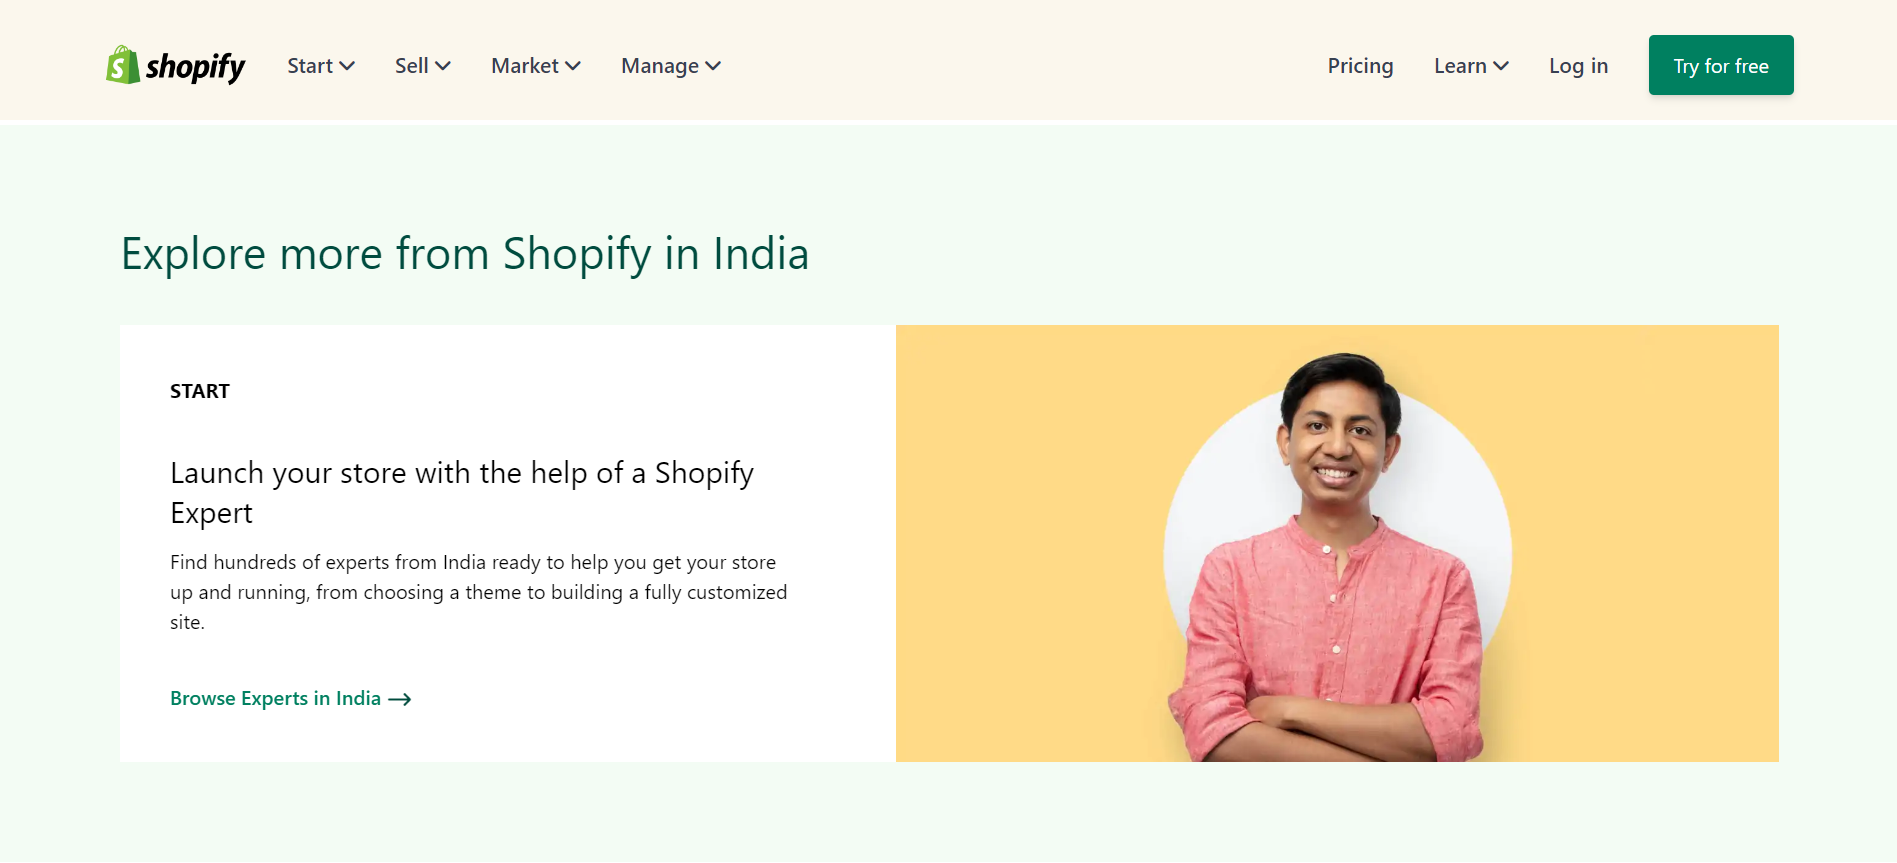 shopify Start Sell Market Manage Pricing Learn Log in Try for free
Explore more from Shopify in India
START
Launch your store with the help of a Shopify
Expert
Find hundreds of experts from India ready to help you get your store
up and running, from choosing a theme to building a fully customized
site.
Browse Experts in India →